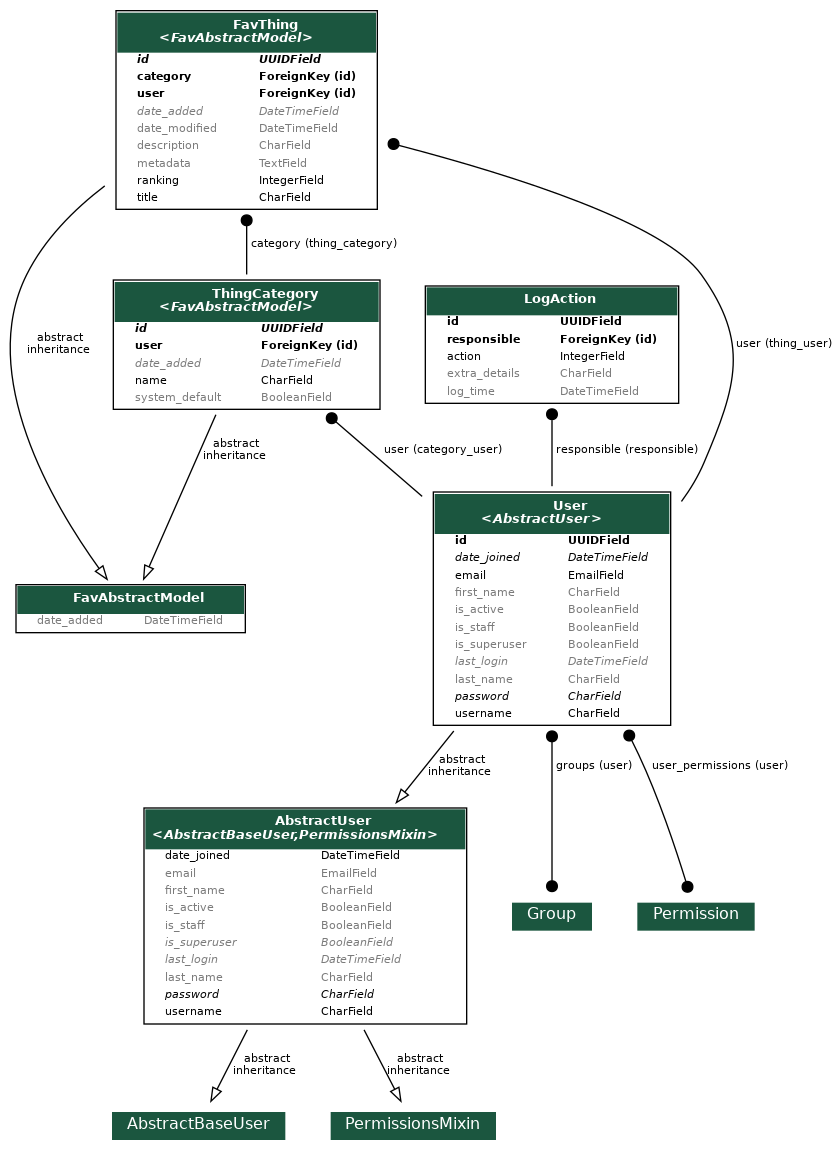 FavThing
<FavAbstractModel>
id UUIDField
category ForeignKey (id)
user ForeignKey (id)
date_added DateTimeField
date_modified DateTimeField
description CharField
metadata TextField
ranking IntegerField
title CharField
category (thing_category)
ThingCategory
<FavAbstractModel>
id UUIDField
user ForeignKey (id)
date_added DateTimeField
name CharField
system_default BooleanField
LogAction
id UUIDField
responsible ForeignKey (id)
action IntegerField
extra_details CharField
log_time DateTimeField
user (thing_user)
abstract
inheritance
abstract
inheritance
user (category_user)
responsible (responsible)
User
<AbstractUser>
id UUIDField
date_joined DateTimeField
email EmailField
first_name CharField
is_active BooleanField
is_staff BooleanField
is_superuser BooleanField
last_login DateTimeField
last_name CharField
password CharField
username CharField
FavAbstractModel
date_added DateTimeField
abstract
inheritance
groups (user)
user_permissions (user)
AbstractUser
<AbstractBaseUser,PermissionsMixin>
date_joined DateTimeField
email EmailField
first_name CharField
is_active BooleanField
is_staff BooleanField
is_superuser BooleanField
last_login DateTimeField
last_name CharField
password CharField
username CharField
Group
Permission
abstract
inheritance
abstract
inheritance
AbstractBaseUser
PermissionsMixin